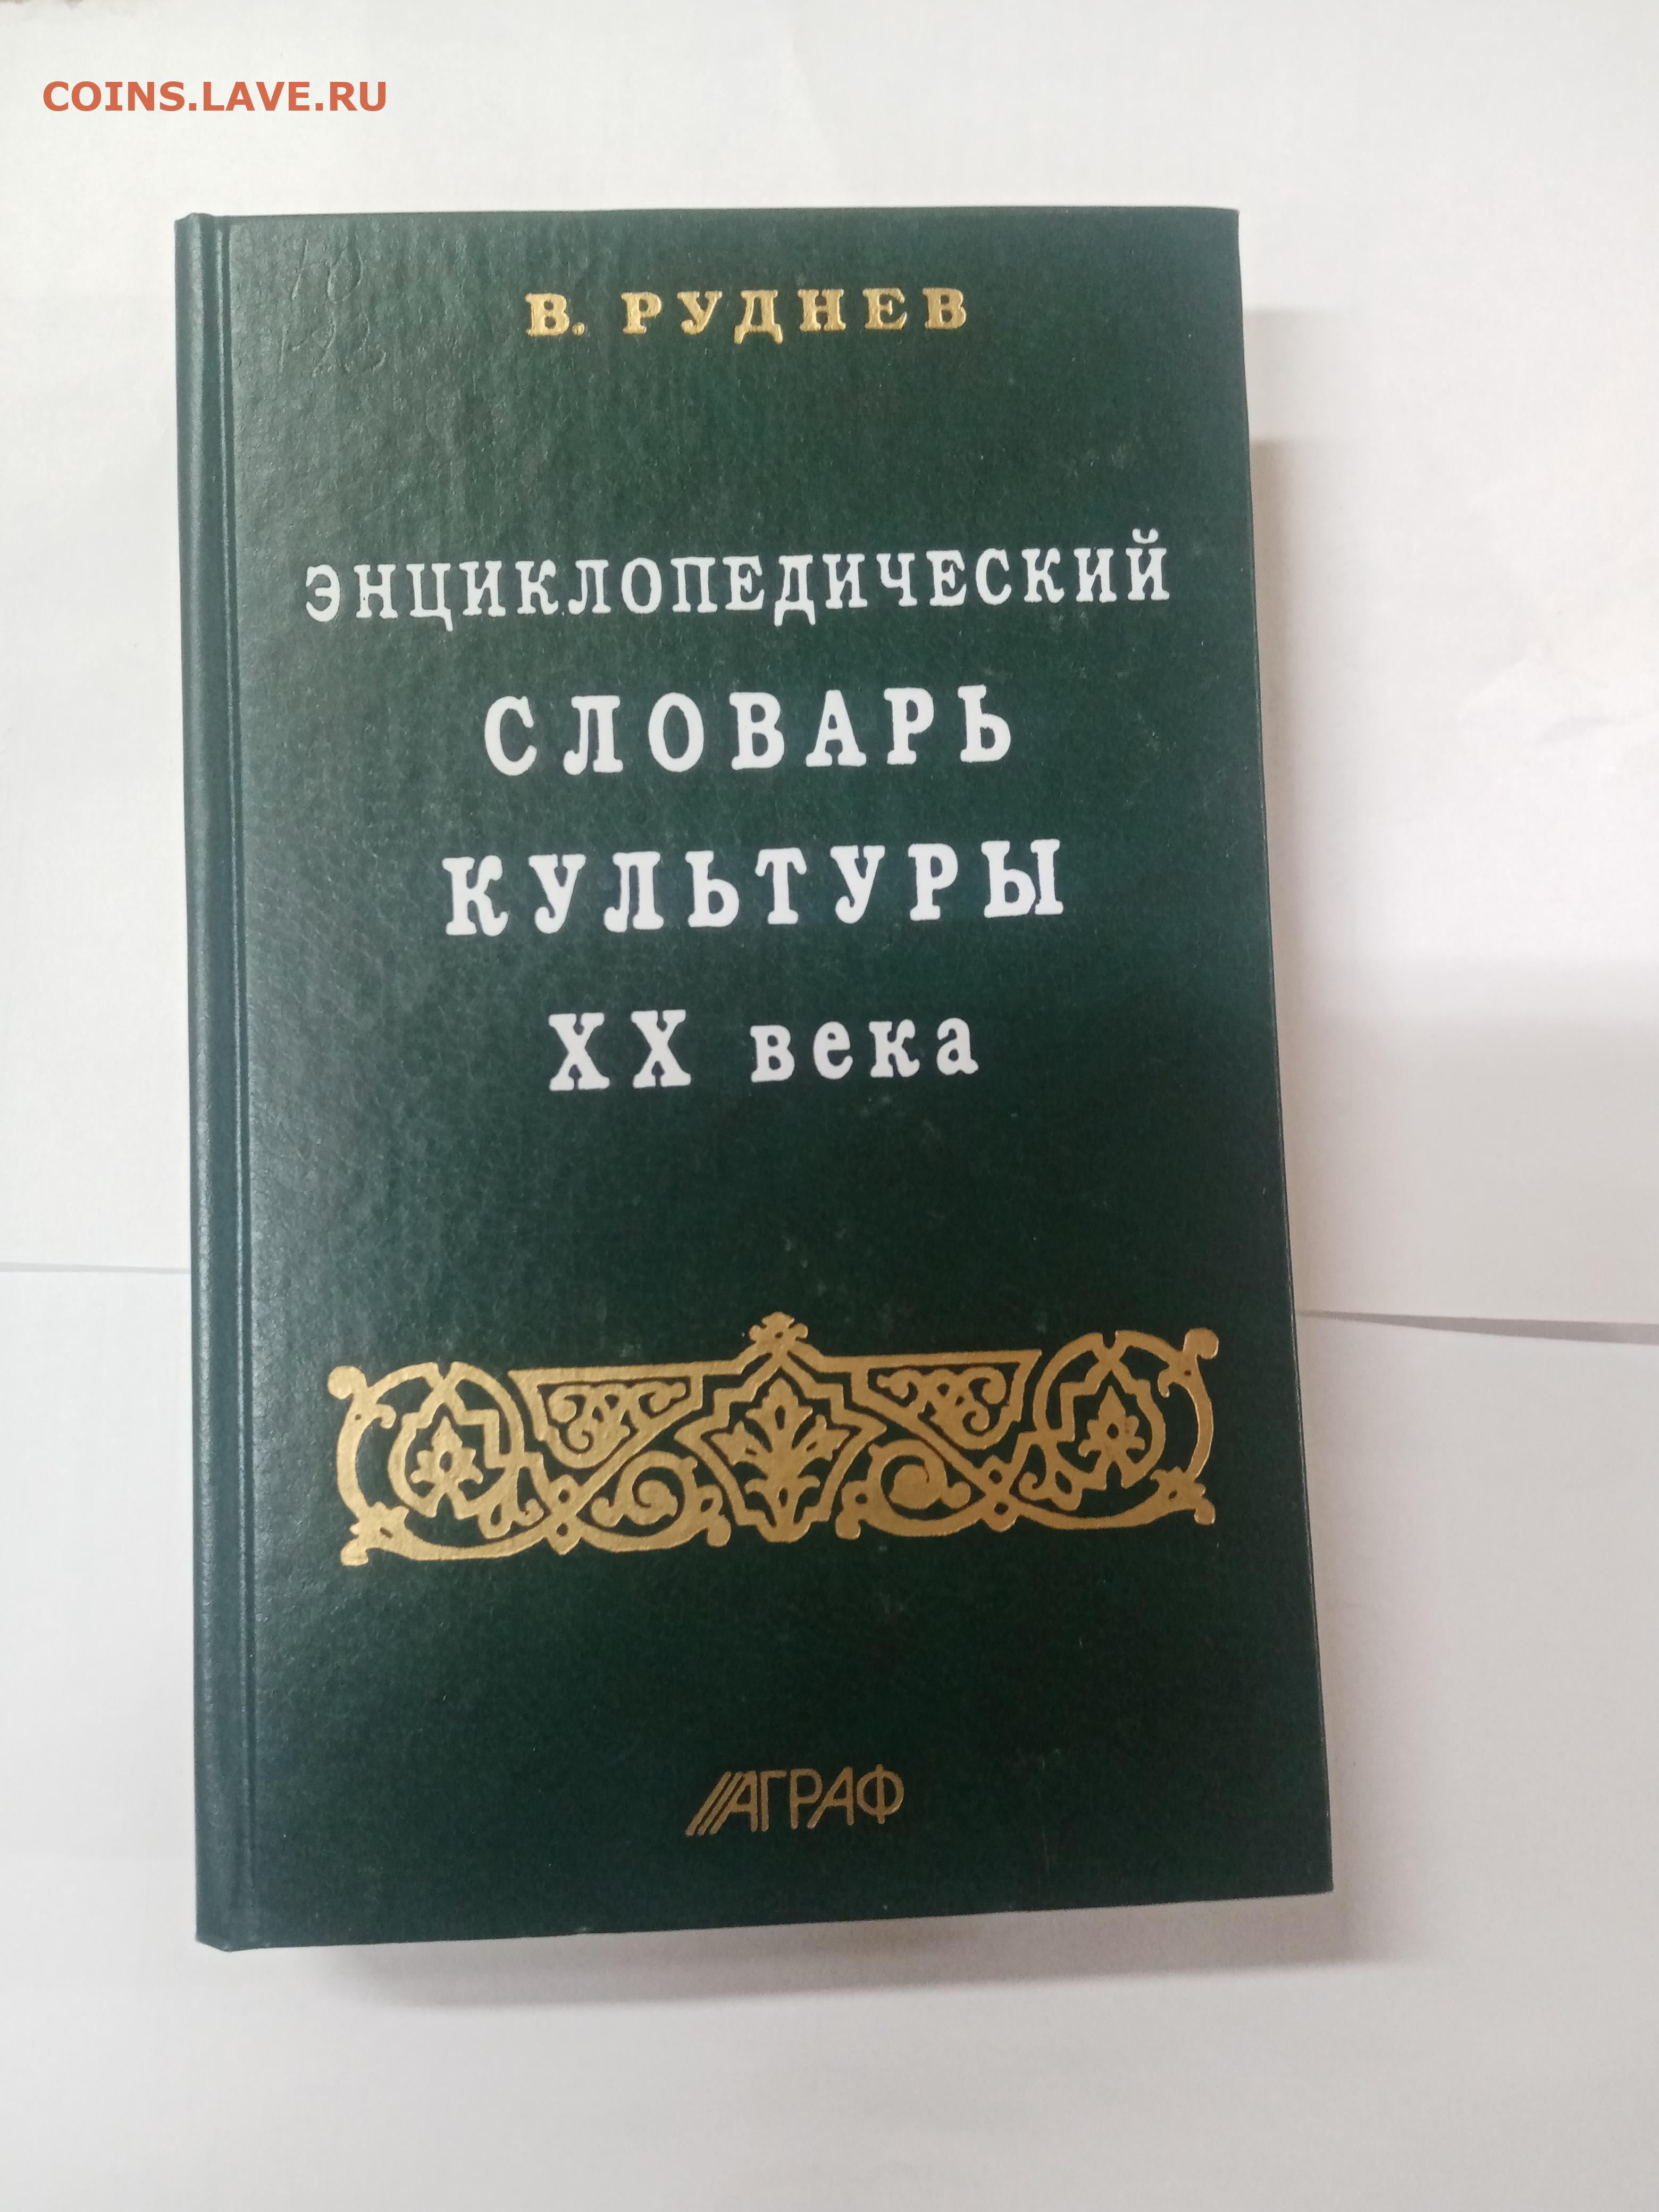 COINS.LAVE.RU
В. РУДНЕВ
ЭНЦИКЛОПЕДИЧЕСКИЙ
СЛОВАРЬ
КУЛЬТУРЫ
XX века
АГРАФ